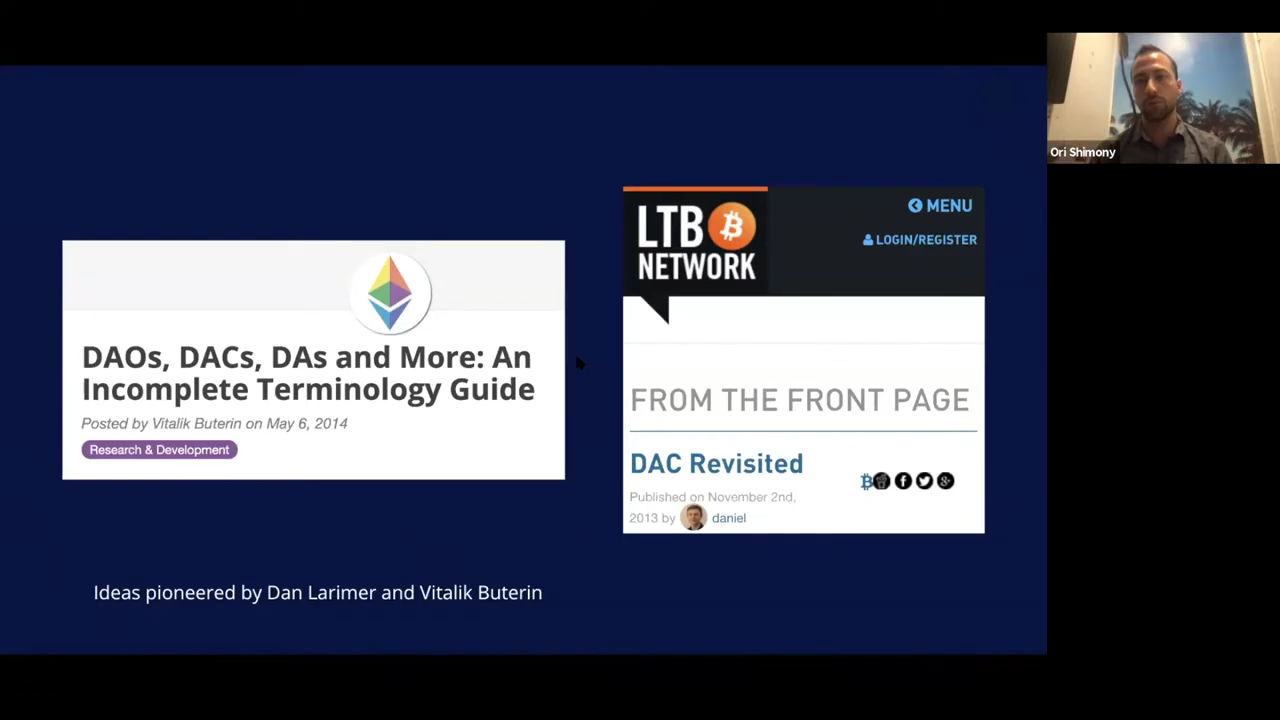 DAOs, DACs, DAs and More: An
Incomplete Terminology Guide
Posted by Vitalik Buterin on May 6, 2014
Research & Development
LTB
NETWORK
MENU
LOGIN/REGISTER
FROM THE FRONT PAGE
DAC Revisited
Published on November 2nd,
2013 by daniel
Ideas pioneered by Dan Larimer and Vitalik Buterin
Ori Shimony